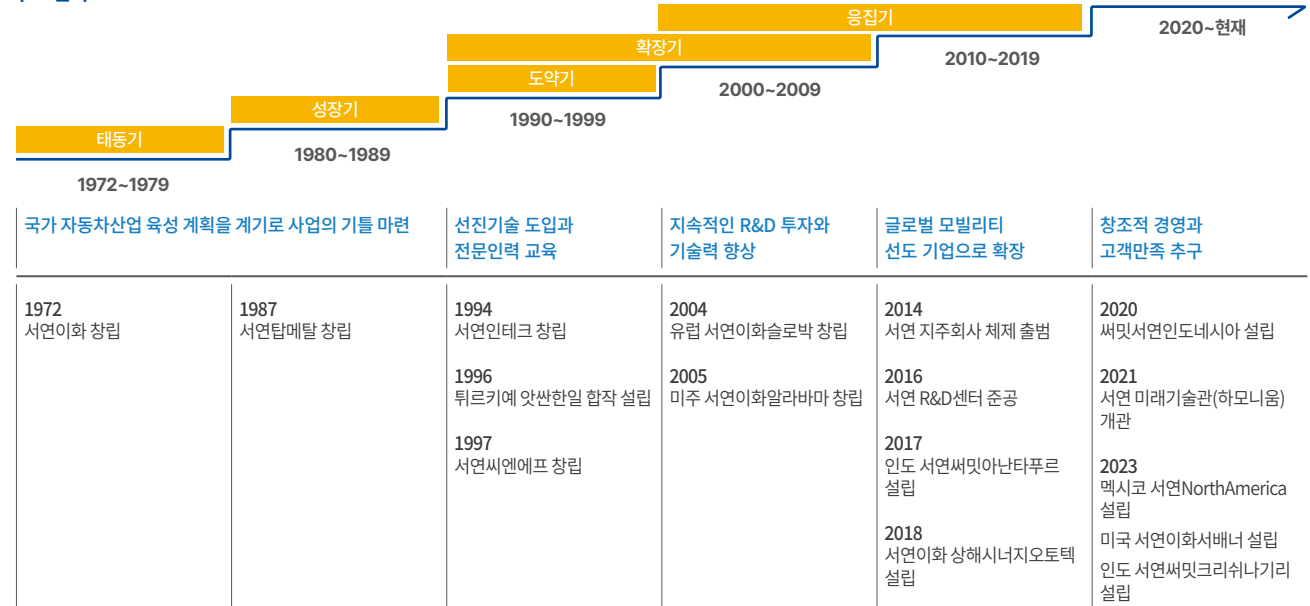 응집기
2020~현재
확장기
2010~2019
도약기
2000~2009
성장기
1990~1999
태동기
1980~1989
1972~1979
국가 자동차산업 육성 계획을 계기로 사업의 기틀 마련
선진기술 도입과
전문인력 교육
지속적인 R&D 투자와
기술력 향상
글로벌 모빌리티
선도 기업으로 확장
창조적 경영과
고객만족 추구
1972
서연이화 창립
1987
서연탑메탈 창립
1994
서연인테크 창립
1996
튀르키예 앗싼한일 합작 설립
1997
서연씨엔에프 창립
2004
유럽 서연이화슬로박 창립
2005
미주 서연이화알라바마 창립
2014
서연 지주회사 체제 출범
2016
서연 R&D센터 준공
2017
인도 서연써밋아난타푸르
설립
2018
서연이화 상해시너지오토텍
설립
2020
써밋서연인도네시아 설립
2021
서연 미래기술관(하모니움)
개관
2023
멕시코 서연NorthAmerica
설립
미국 서연이화서배너 설립
인도 서연써밋크리쉬나기리
설립